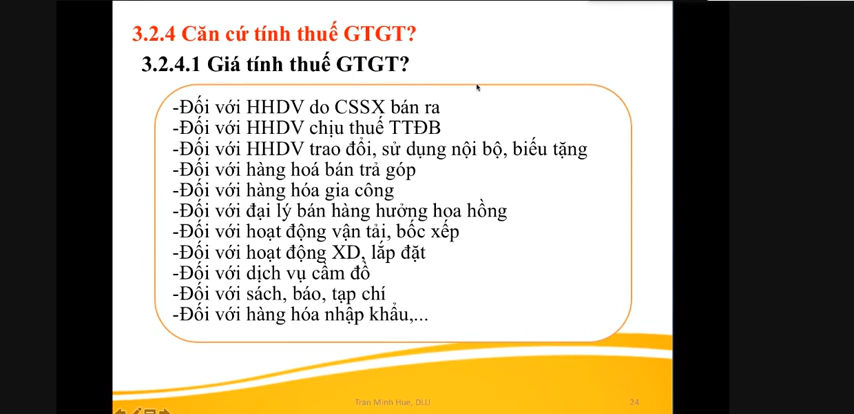 3.2.4 Căn cứ tính thuế GTGT?
3.2.4.1 Giá tính thuế GTGT?
-Đối với HHDV do CSSX bán ra
-Đối với HHDV chịu thuế TTĐB
-Đối với HHDV trao đổi, sử dụng nội bộ, biếu tặng
-Đối với hàng hoá bán trả góp
-Đối với hàng hóa gia công
-Đối với đại lý bán hàng hưởng hoa hồng
-Đối với hoạt động vận tải, bốc xếp
-Đối với hoạt động XD, lắp đặt
-Đối với dịch vụ cầm đồ
-Đối với sách, báo, tạp chí
-Đối với hàng hóa nhập khẩu,...
Tran Minh Hue, DLU
24